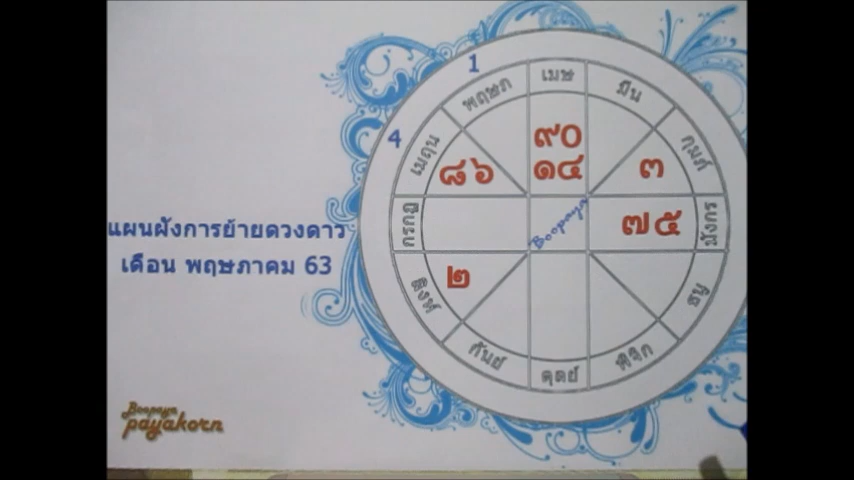 แผนผังการย้ายดวงดาว
เดือน พฤษภาคม 63
1
4
เมษ
พฤษภ
เมถุน
กรกฎ
สิงห์
กันย์
ตุลย์
พิจิก
ธนู
มังกร
กุมภ์
มีน
๙๐
๑๔
๘๖
๓
๗๕
๒
Boopaya
Boopaya
payakorn